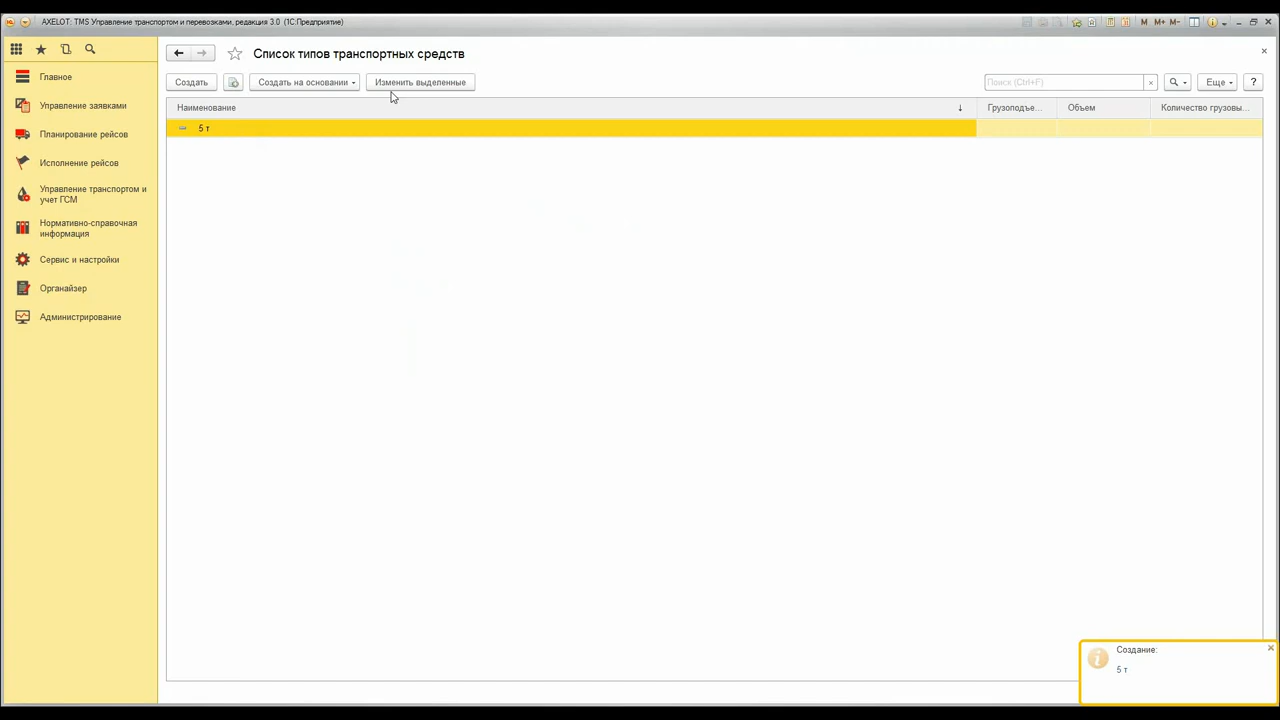 AXELOT; TMS Управление транспортом и перевозками, редакция 3.0 (1С:Предприятие)
M M+ M-
Список типов транспортных средств
Главное
Управление заявками
Планирование рейсов
Исполнение рейсов
Управление транспортом и
учет ГСМ
Нормативно-справочная
информация
Сервис и настройки
Органайзер
Администрирование
Создать
Создать на основании
Изменить выделенные
Поиск (Ctrl+F)
×
Еще
?
Наименование
↓
Грузоподъе...
Объем
Количество грузовы...
5 т
Создание:
5 т